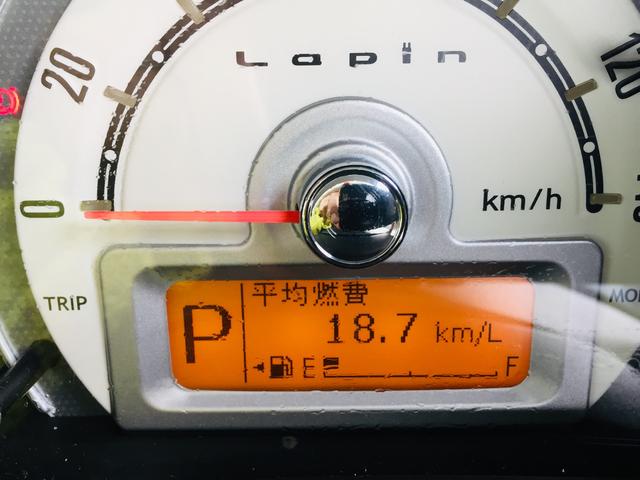 Lapin
20
120
0
km/h
TRIP
P
平均燃費
18.7 km/L
E
F